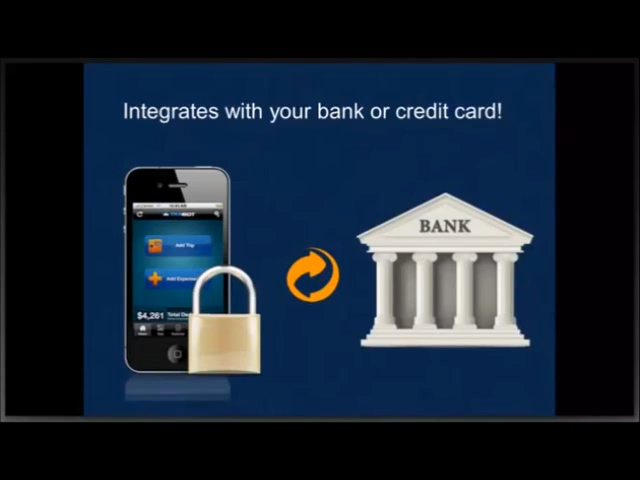 Integrates with your bank or credit card!
BANK
Add Trip
Add Expense
$4,261